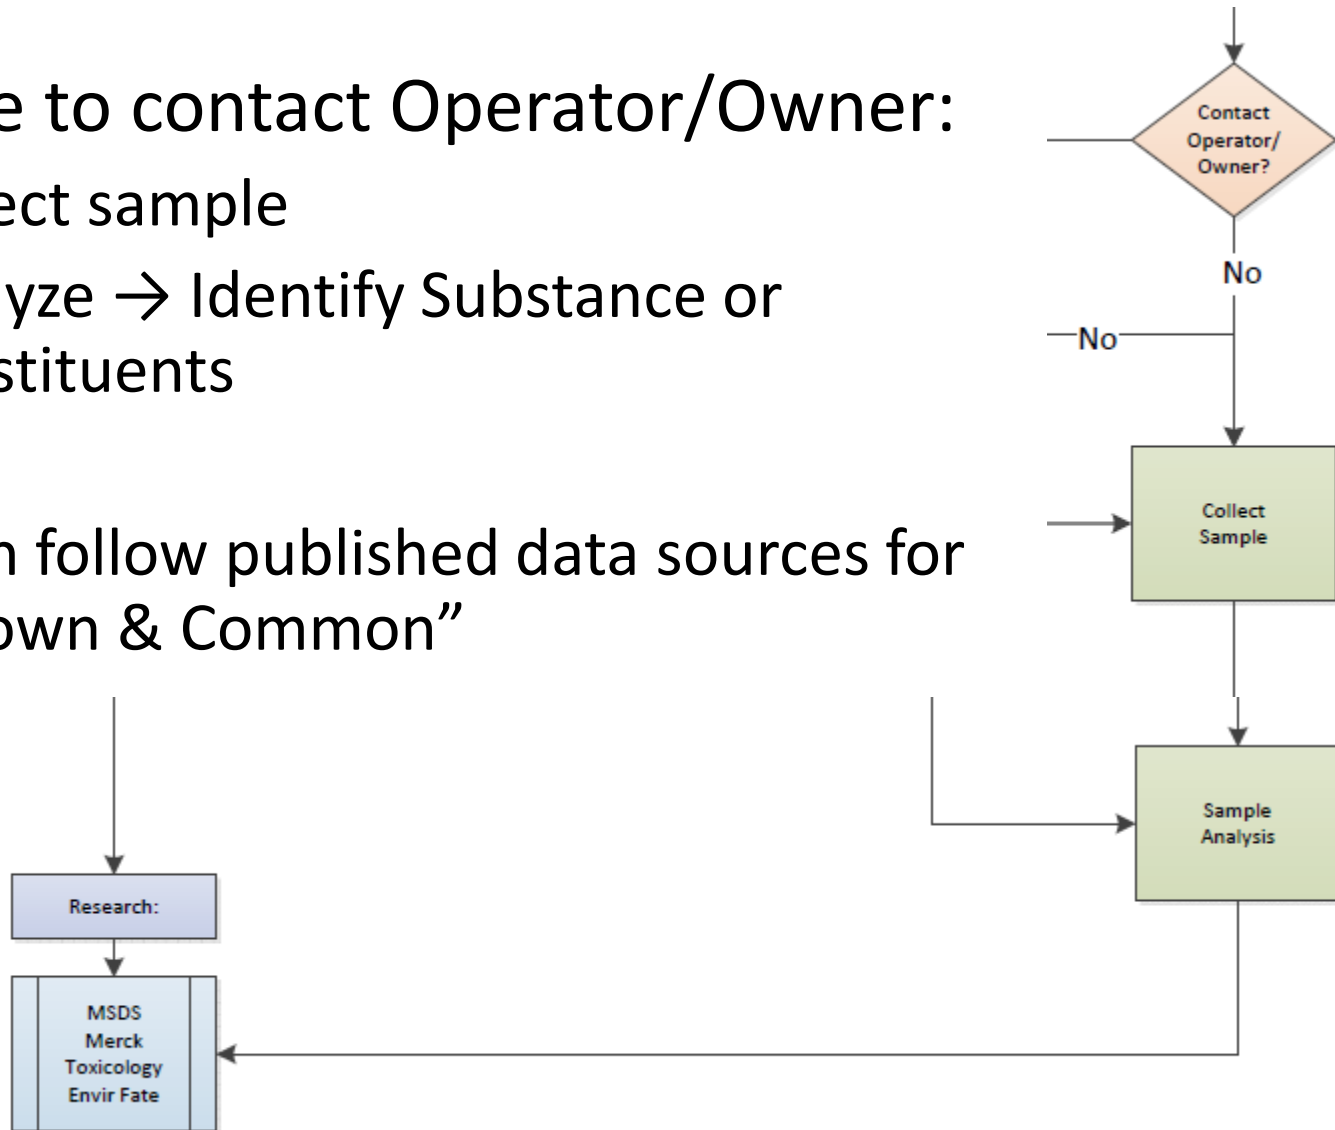 e to contact Operator/Owner:
ect sample
yze → Identify Substance or
stituents
n follow published data sources for
own & Common”
Contact
Operator/
Owner?
No
No
Collect
Sample
Sample
Analysis
Research:
MSDS
Merck
Toxicology
Envir Fate